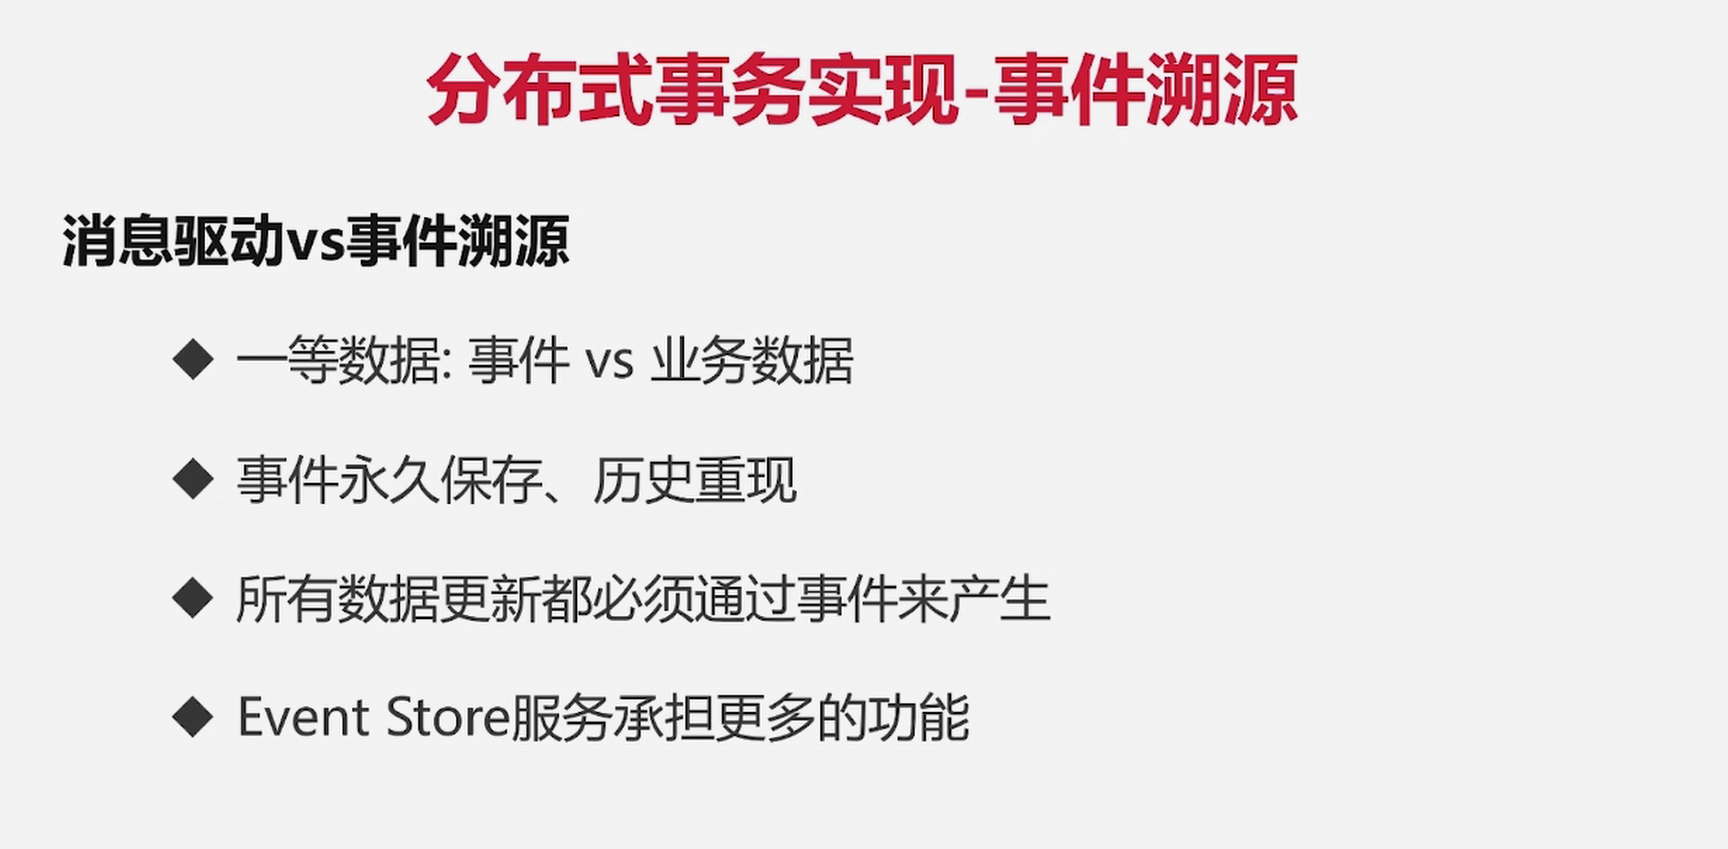 分布式事务实现-事件溯源
消息驱动vs事件溯源
◆ 一等数据: 事件 vs 业务数据
◆ 事件永久保存、历史重现
◆ 所有数据更新都必须通过事件来产生
◆ Event Store服务承担更多的功能